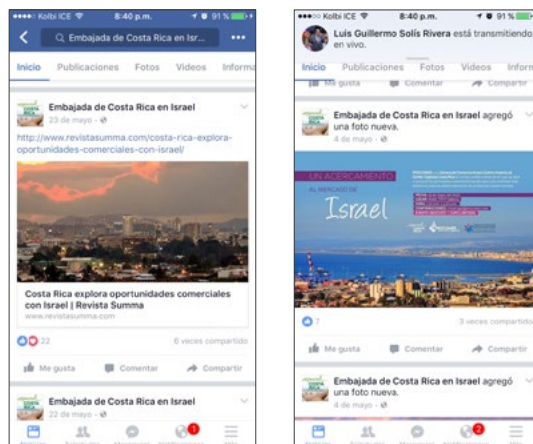 Kolbi ICE 8:40 p.m. 91 %
Embajada de Costa Rica en Isr...
Inicio Publicaciones Fotos Videos Informa
Embajada de Costa Rica en Israel
23 de mayo
http://www.revistasumma.com/costa-rica-explora-
oportunidades-comerciales-con-israel/
Costa Rica explora oportunidades comerciales
con Israel | Revista Summa
www.revistasumma.com
22 6 veces compartido
Me gusta Comentar Compartir
Embajada de Costa Rica en Israel
22 de mayo
1
Kolbi ICE 8:40 p.m. 91 %
Luis Guillermo Solís Rivera está transmitiendo
en vivo.
Inicio Publicaciones Fotos Videos Inform
Me gusta Comentar Compartir
Embajada de Costa Rica en Israel agregó
una foto nueva.
4 de mayo
UN ACERCAMIENTO
AL MERCADO DE
Israel
7 3 veces compartido
Me gusta Comentar Compartir
Embajada de Costa Rica en Israel agregó
una foto nueva.
4 de mayo
2